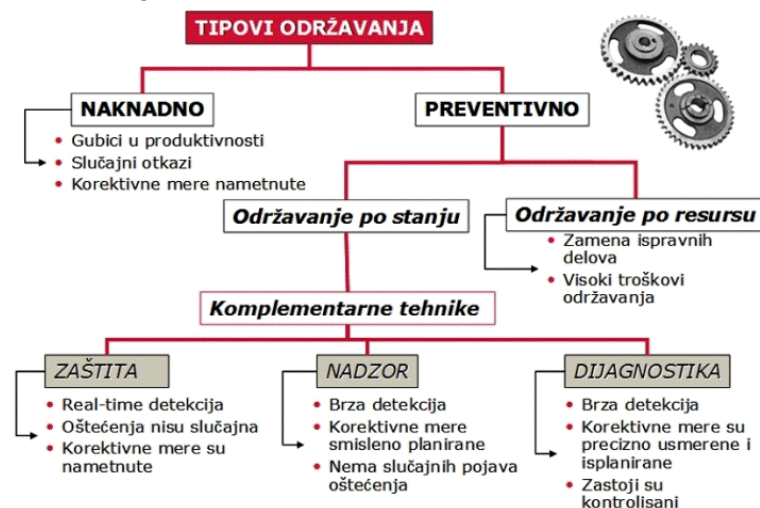 TIPOVI ODRŽAVANJA
NAKNADNO
• Gubici u produktivnosti
• Slučajni otkazi
• Korektivne mere nametnute
PREVENTIVNO
Održavanje po stanju
Održavanje po resursu
• Zamena ispravnih
delova
• Visoki troškovi
održavanja
Komplementarne tehnike
ZAŠTITA
• Real-time detekcija
• Oštećenja nisu slučajna
• Korektivne mere su
nametnute
NADZOR
• Brza detekcija
• Korektivne mere
smisleno planirane
• Nema slučajnih pojava
oštećenja
DIJAGNOSTIKA
• Brza detekcija
• Korektivne mere su
precizno usmerene i
isplanirane
• Zastoji su
kontrolisani